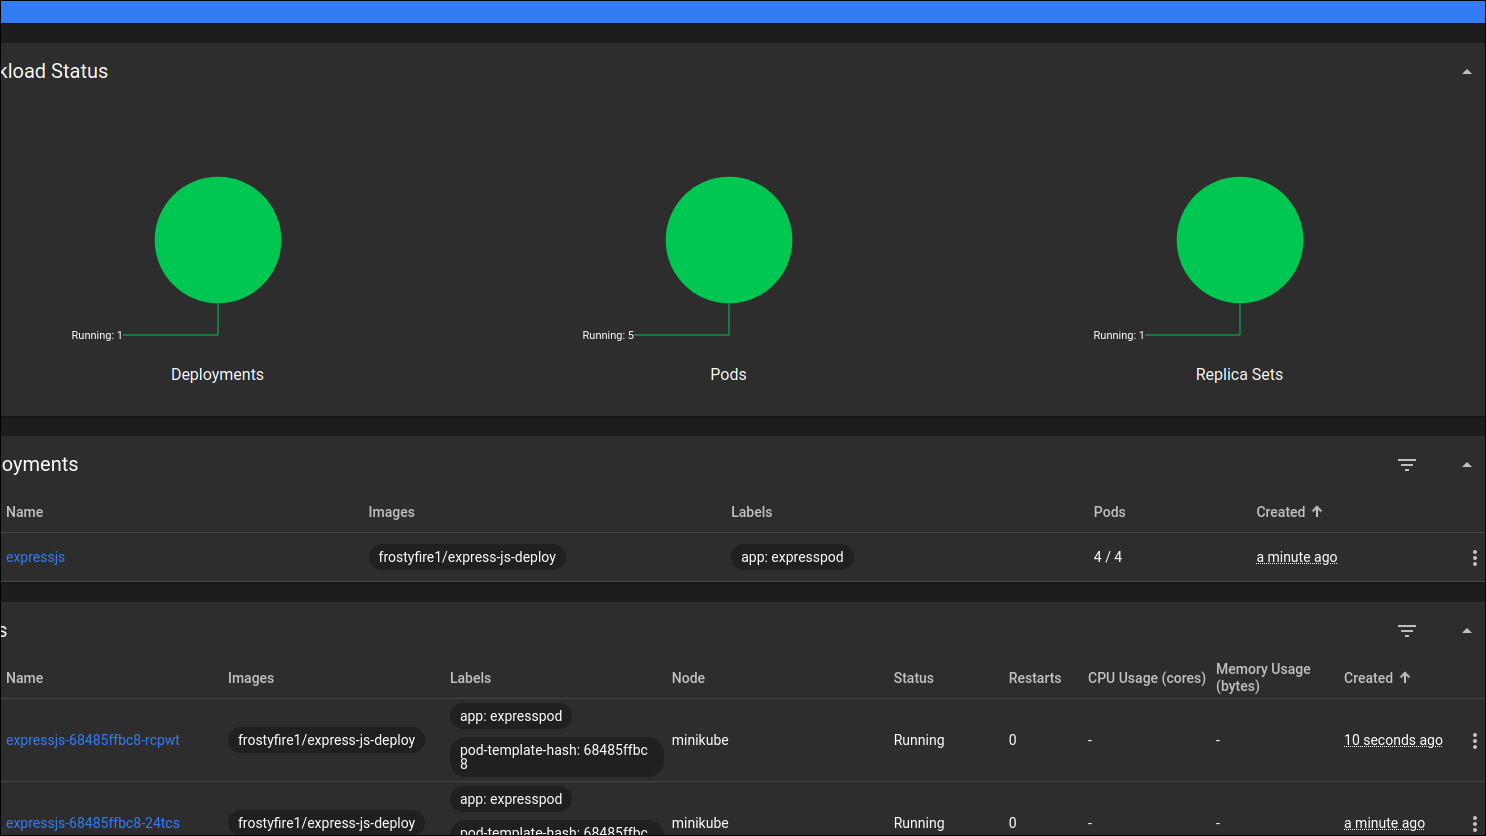 kload Status
Running: 1
Running: 5
Running: 1
Deployments
Pods
Replica Sets
oyments
Name Images Labels Pods Created
expressjs frostyfire1/express-js-deploy app: expresspod 4 / 4 a minute ago
s
Name Images Labels Node Status Restarts CPU Usage (cores) Memory Usage
(bytes) Created
app: expresspod
expressjs-68485ffbc8-rcpwt frostyfire1/express-js-deploy pod-template-hash: 68485ffbc
8 minikube Running 0 - - 10 seconds ago
app: expresspod
expressjs-68485ffbc8-24tcs frostyfire1/express-js-deploy minikube Running 0 - - a minute ago
pod-template-hash: 68485ffbc